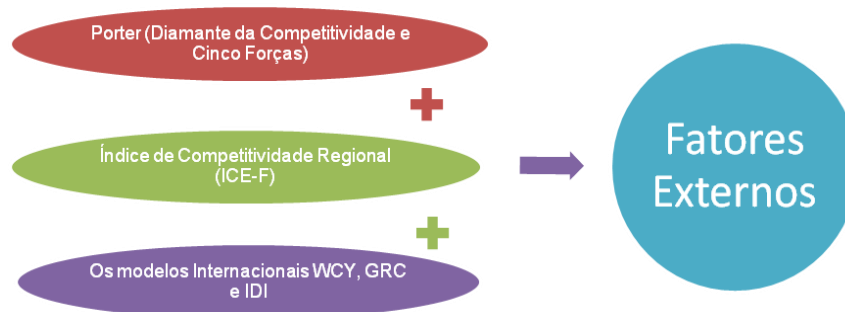 Porter (Diamante da Competitividade e
Cinco Forças)
Índice de Competitividade Regional
(ICE-F)
Os modelos Internacionais WCY, GRC
e IDI
Fatores
Externos